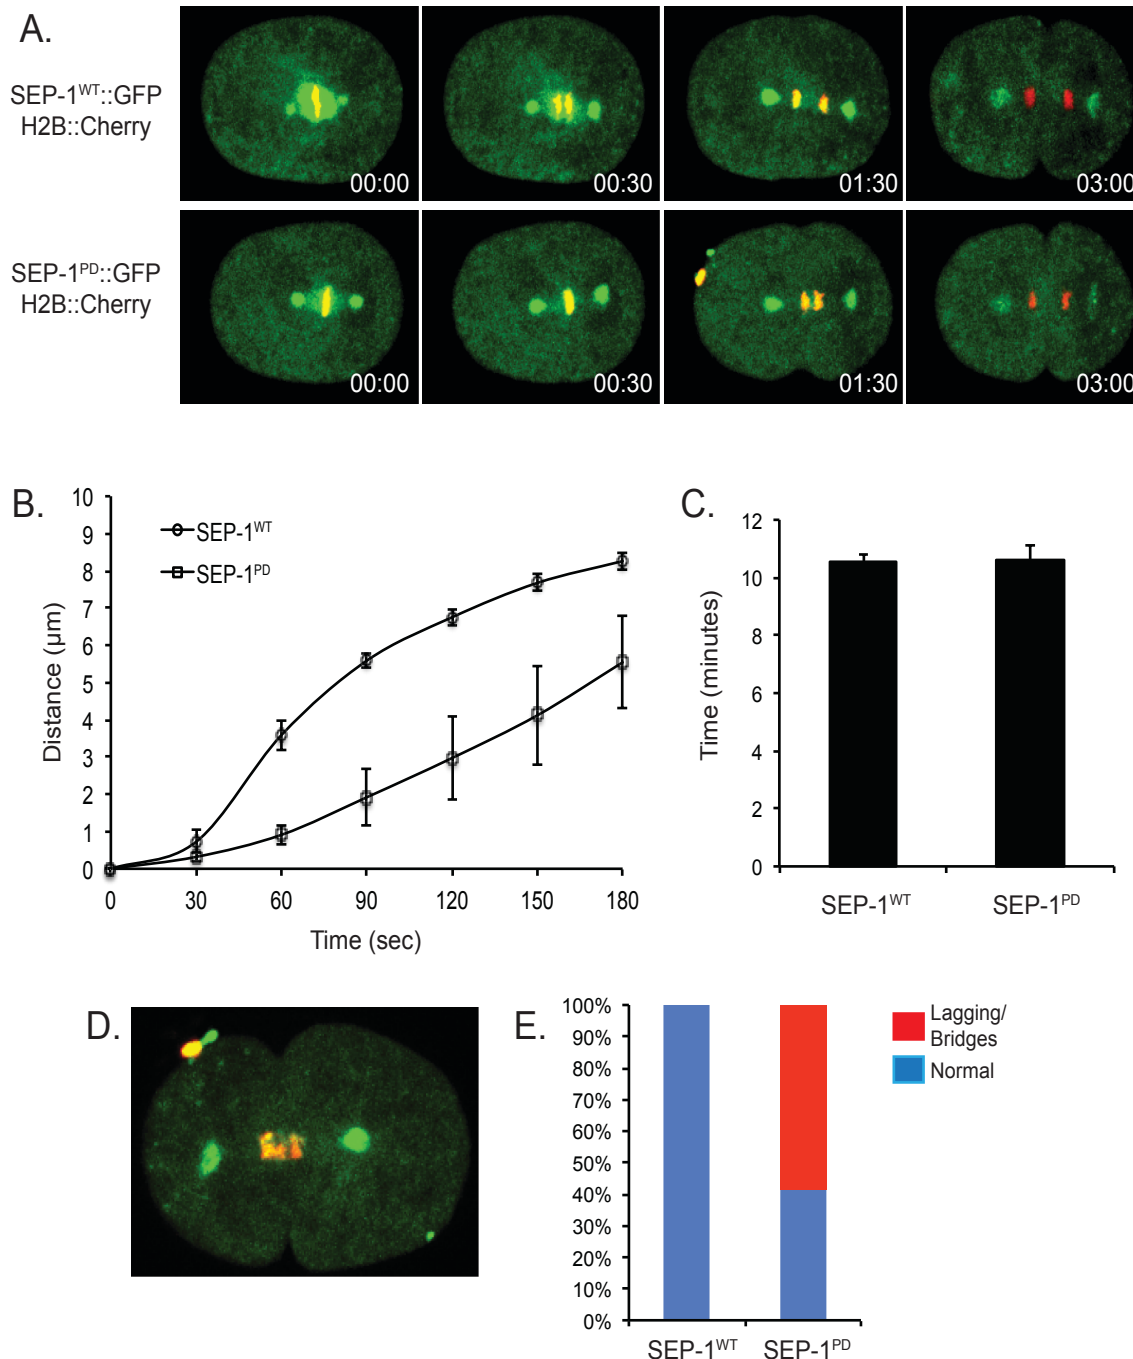 A.
SEP-1WT::GFP
H2B::Cherry
00:00
00:30
01:30
03:00
SEP-1PD::GFP
H2B::Cherry
00:00
00:30
01:30
03:00
B.
10
9
8
7
6
5
4
3
2
1
0
Distance (μm)
SEP-1WT
SEP-1PD
0
30
60
90
120
150
180
Time (sec)
C.
12
10
8
6
4
2
0
Time (minutes)
SEP-1WT
SEP-1PD
D.
E.
100%
90%
80%
70%
60%
50%
40%
30%
20%
10%
0%
SEP-1WT
SEP-1PD
Lagging/
Bridges
Normal